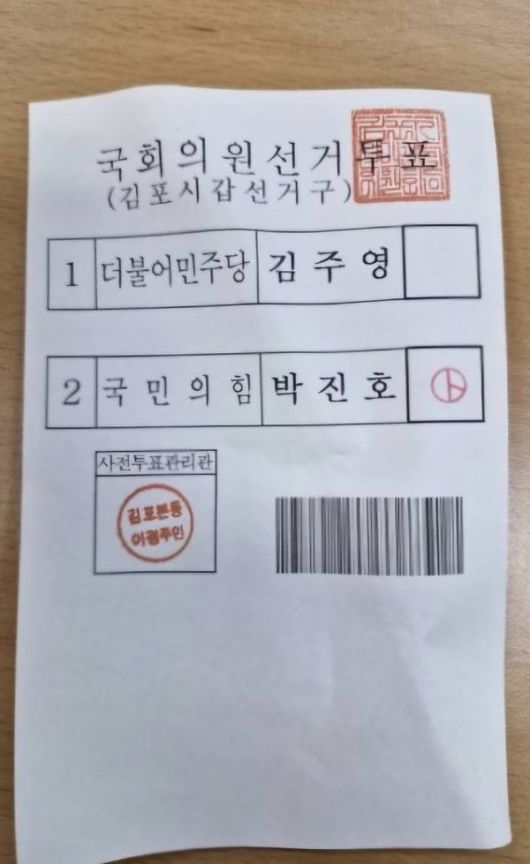 국회의원선거투표
(김포시갑선거구)
1 더불어민주당 김주영
2 국민의힘 박진호
사전투표관리관
김포본동